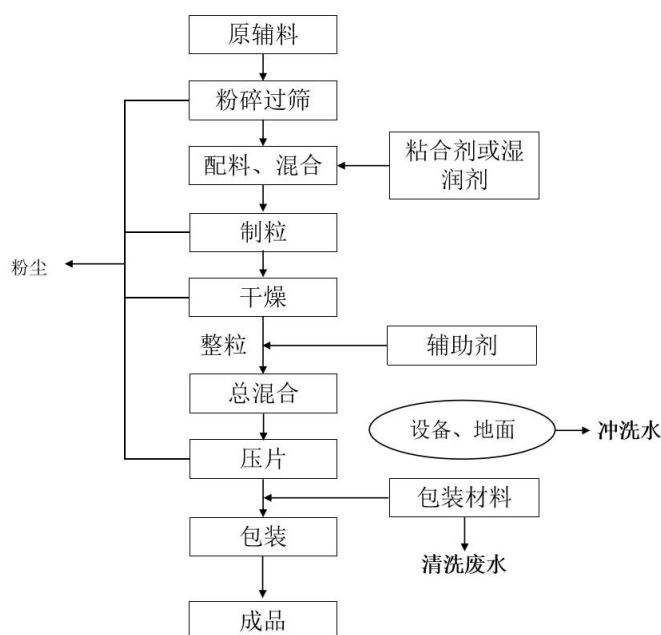 原辅料
粉碎过筛
配料、混合
粘合剂或湿
润剂
制粒
粉尘
干燥
整粒
辅助剂
总混合
设备、地面
冲洗水
压片
包装材料
包装
清洗废水
成品